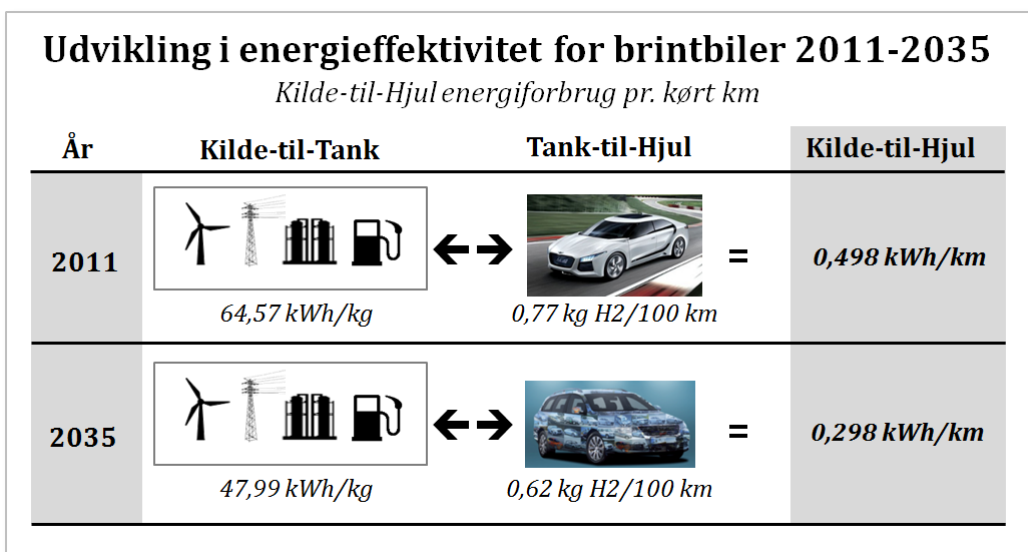 Udvikling i energieffektivitet for brintbiler 2011-2035
Kilde-til-Hjul energiforbrug pr. kørt km
År Kilde-til-Tank Tank-til-Hjul Kilde-til-Hjul
2011 = 0,498 kWh/km
64,57 kWh/kg 0,77 kg H2/100 km
2035 = 0,298 kWh/km
47,99 kWh/kg 0,62 kg H2/100 km